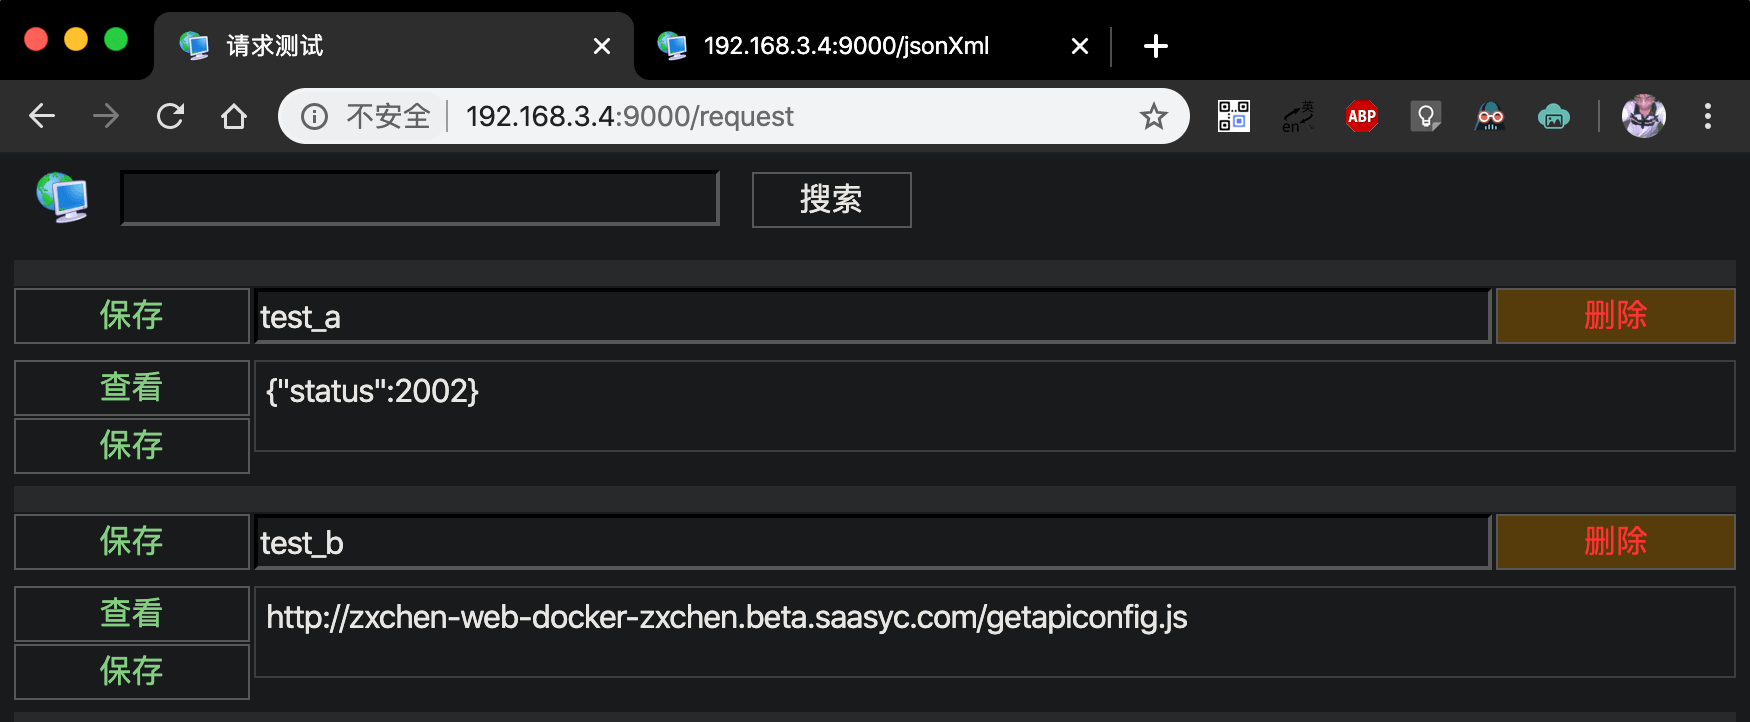 请求测试
192.168.3.4:9000/jsonXml
不安全 192.168.3.4:9000/request
英
en
ABP
搜索
保存 test_a 删除
查看 {"status":2002}
保存
保存 test_b 删除
查看 http://zxchen-web-docker-zxchen.beta.saasyc.com/getapiconfig.js
保存